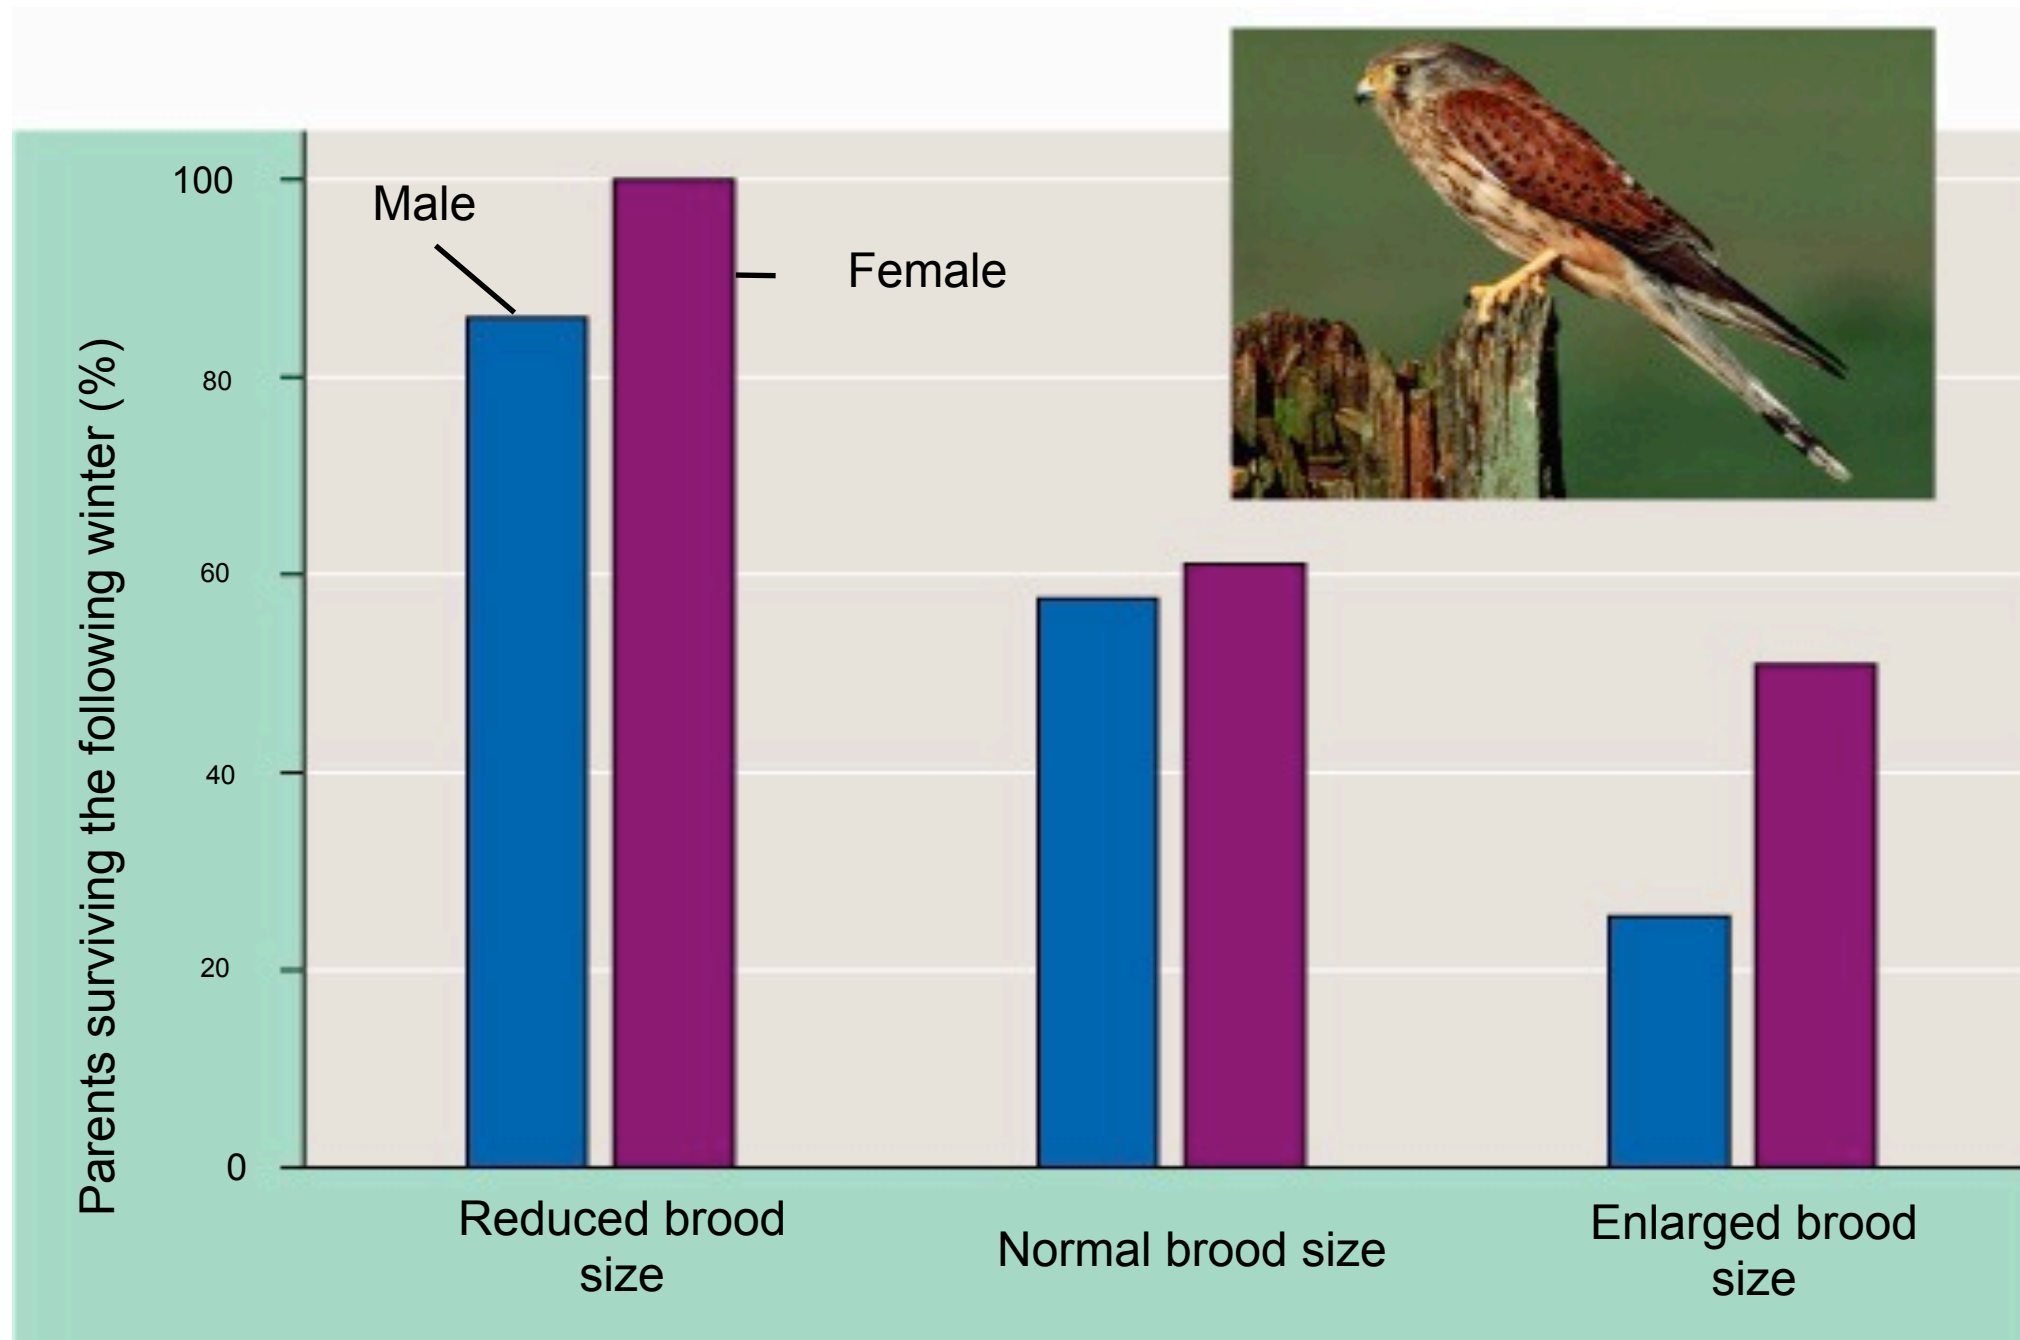 Parents surviving the following winter (%)
100
80
60
40
20
0
Male
Female
Reduced brood
size
Normal brood size
Enlarged brood
size